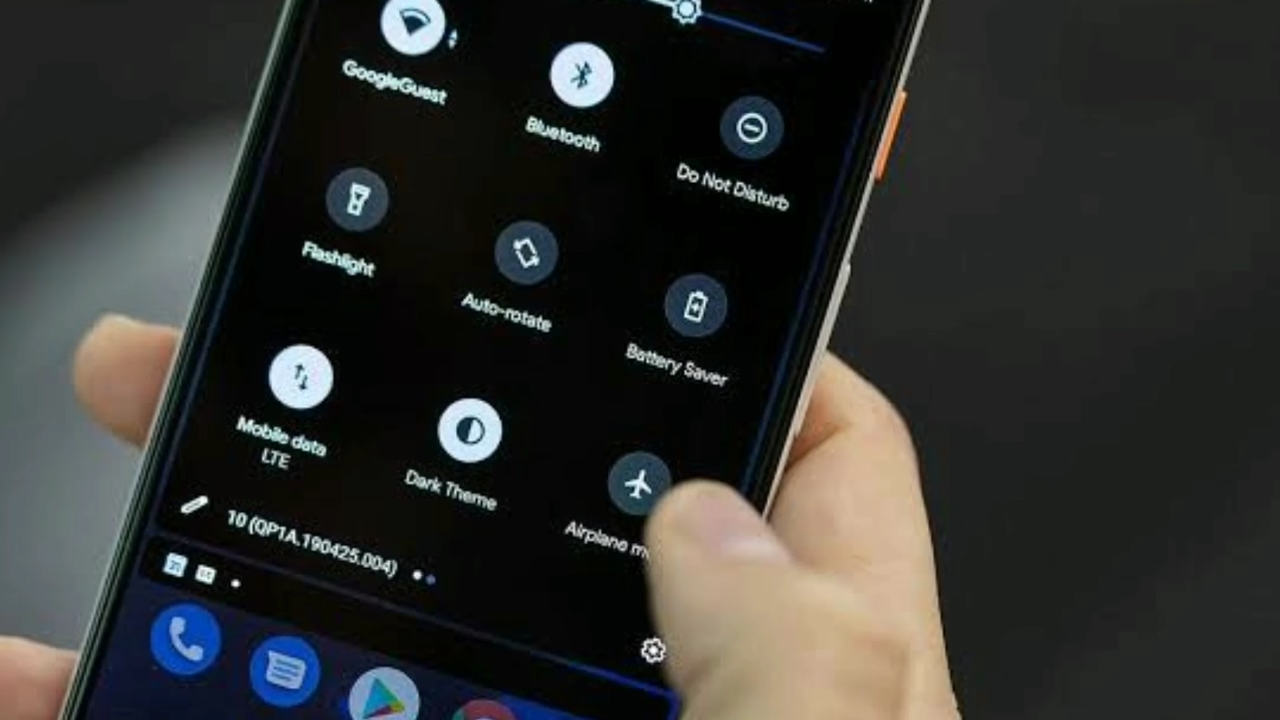 GoogleGuest
Bluetooth
Do Not Disturb
Flashlight
Auto-rotate
Battery Saver
Mobile data
LTE
Dark Theme
Airplane
10 (QP1A.190425.004)